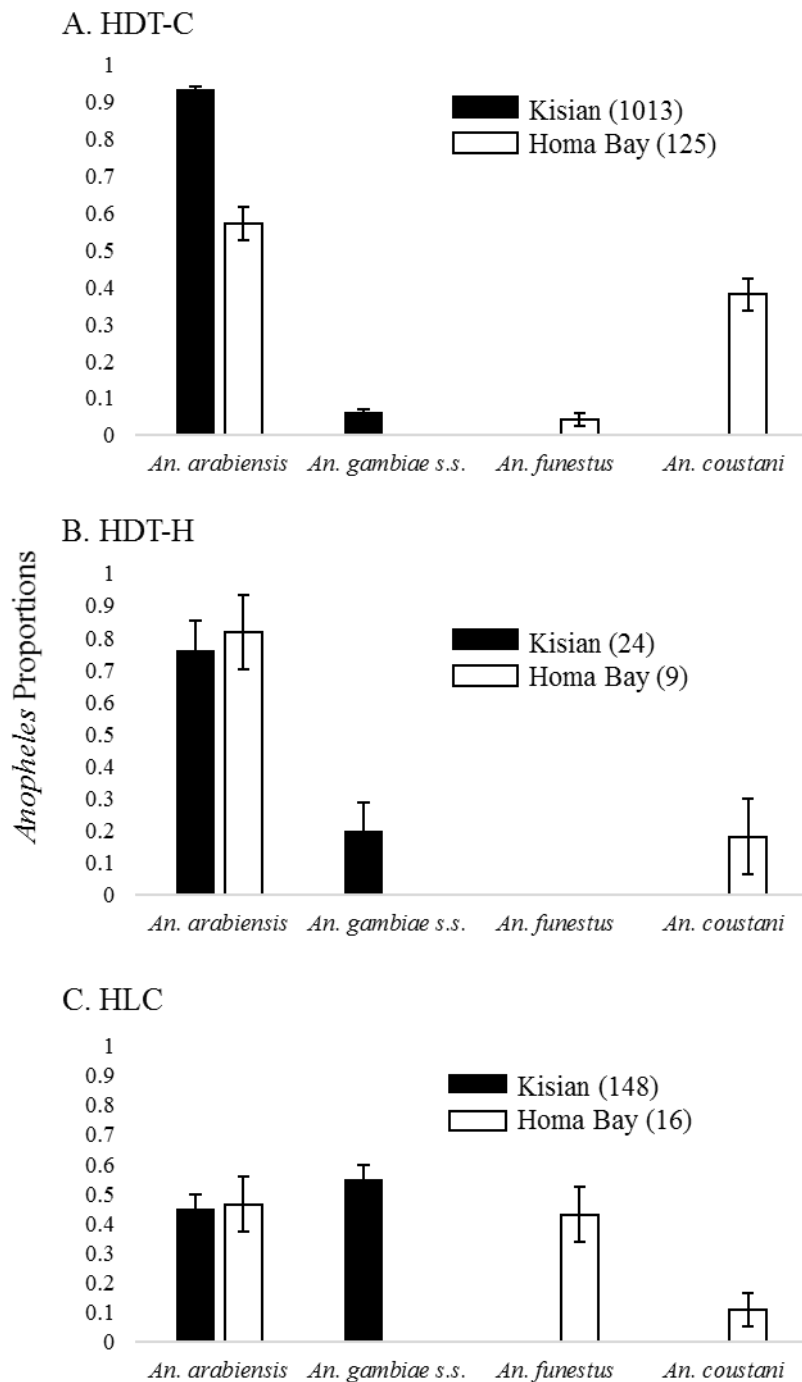 A. HDT-C
1
0.9
0.8
0.7
0.6
0.5
0.4
0.3
0.2
0.1
0
Kisian (1013)
Homa Bay (125)
An. arabiensis An. gambiae s.s. An. funestus An. coustani
Anopheles Proportions
B. HDT-H
1
0.9
0.8
0.7
0.6
0.5
0.4
0.3
0.2
0.1
0
Kisian (24)
Homa Bay (9)
An. arabiensis An. gambiae s.s. An. funestus An. coustani
C. HLC
1
0.9
0.8
0.7
0.6
0.5
0.4
0.3
0.2
0.1
0
Kisian (148)
Homa Bay (16)
An. arabiensis An. gambiae s.s. An. funestus An. coustani